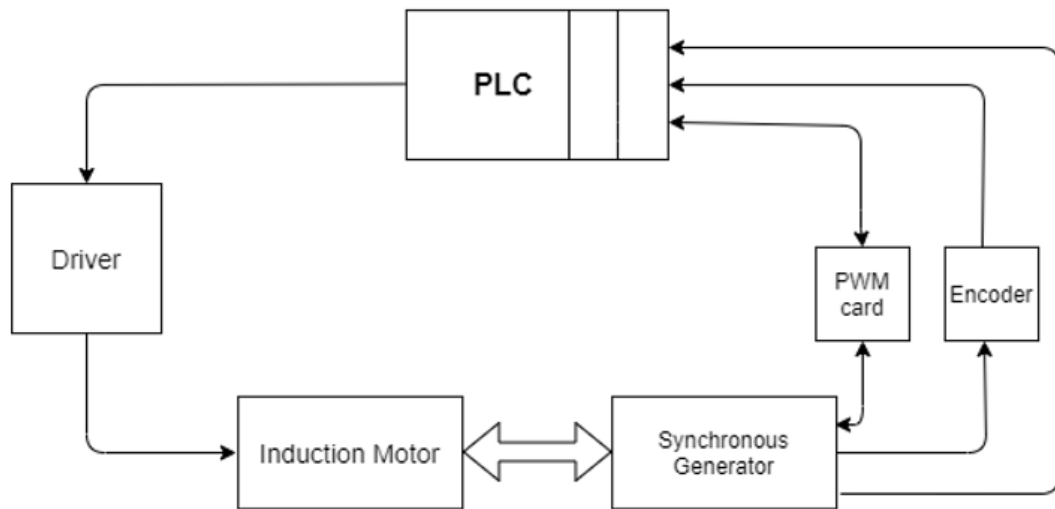 PLC
Driver
PWM
card
Encoder
Induction Motor
Synchronous
Generator